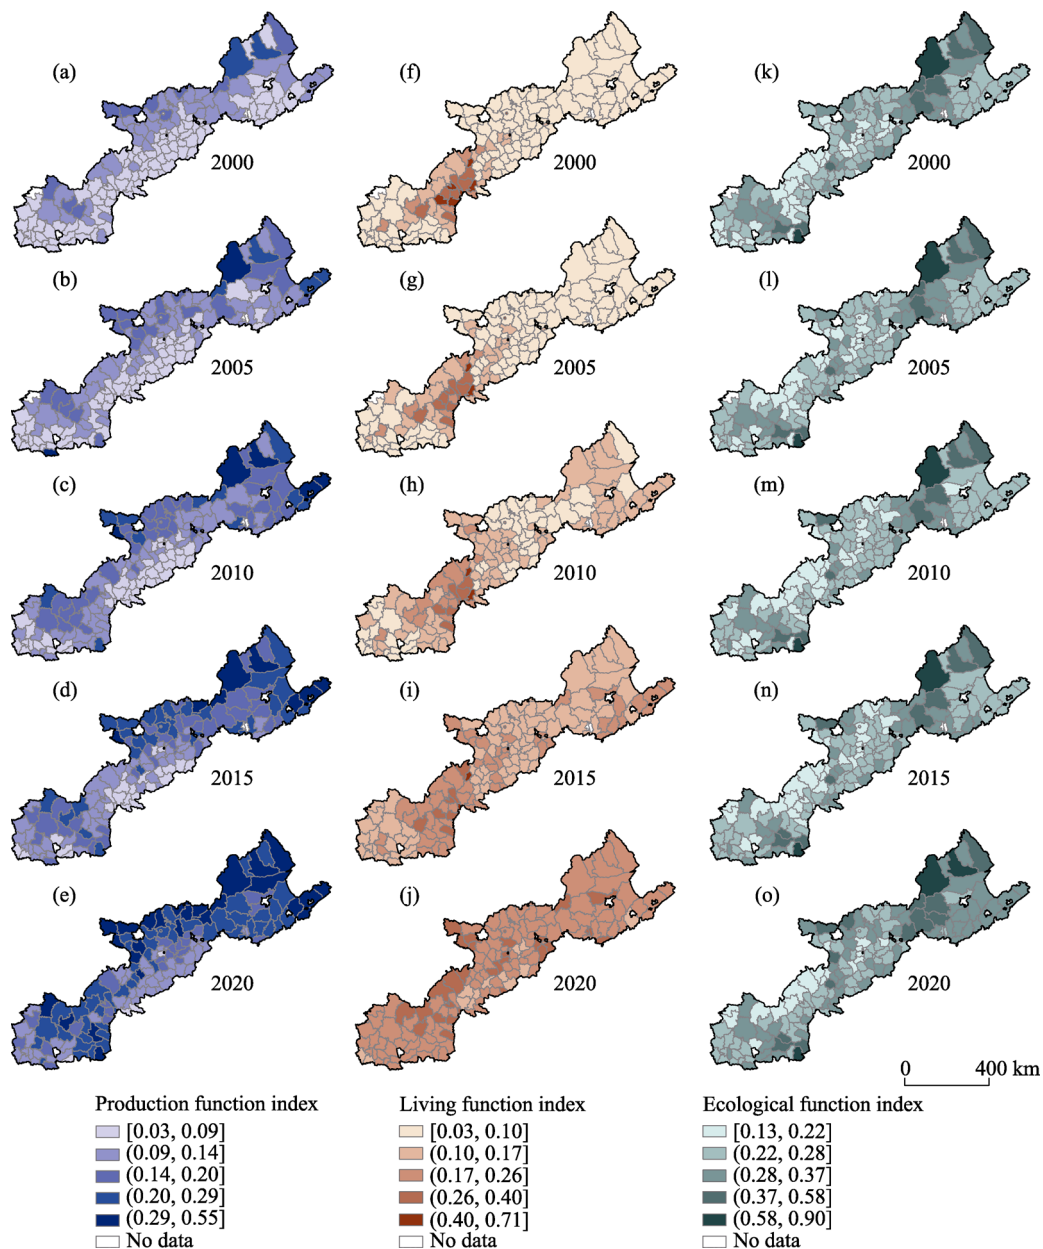 (a)
(f)
(k)
2000
2000
2000
(b)
(g)
(l)
2005
2005
2005
(c)
(h)
(m)
2010
2010
2010
(d)
(i)
(n)
2015
2015
2015
(e)
(j)
(o)
2020
2020
2020
0 400 km
Production function index
[0.03, 0.09]
(0.09, 0.14]
(0.14, 0.20]
(0.20, 0.29]
(0.29, 0.55]
No data
Living function index
[0.03, 0.10]
(0.10, 0.17]
(0.17, 0.26]
(0.26, 0.40]
(0.40, 0.71]
No data
Ecological function index
[0.13, 0.22]
(0.22, 0.28]
(0.28, 0.37]
(0.37, 0.58]
(0.58, 0.90]
No data